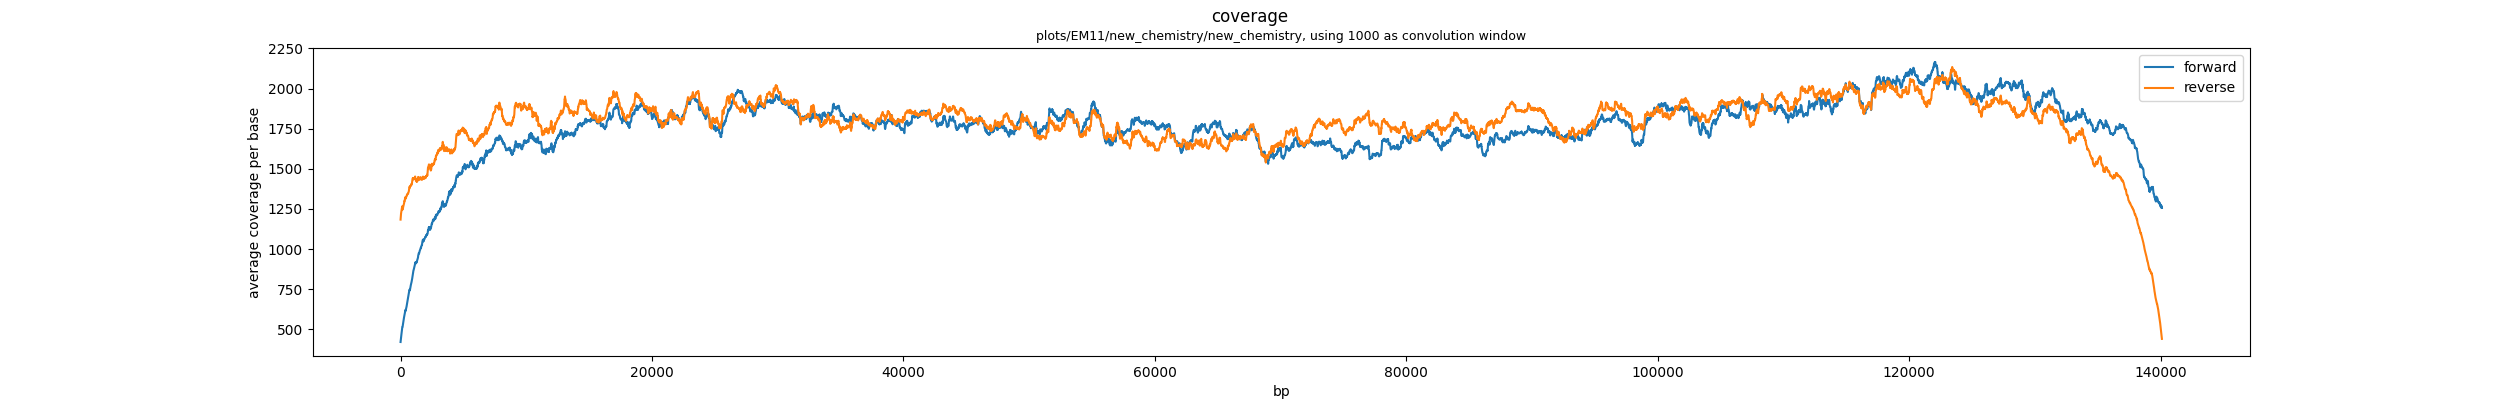 coverage
plots/EM11/new_chemistry/new_chemistry, using 1000 as convolution window
2250
2000
1750
1500
1250
1000
750
500
average coverage per base
forward
reverse
0 20000 40000 60000 80000 100000 120000 140000
bp